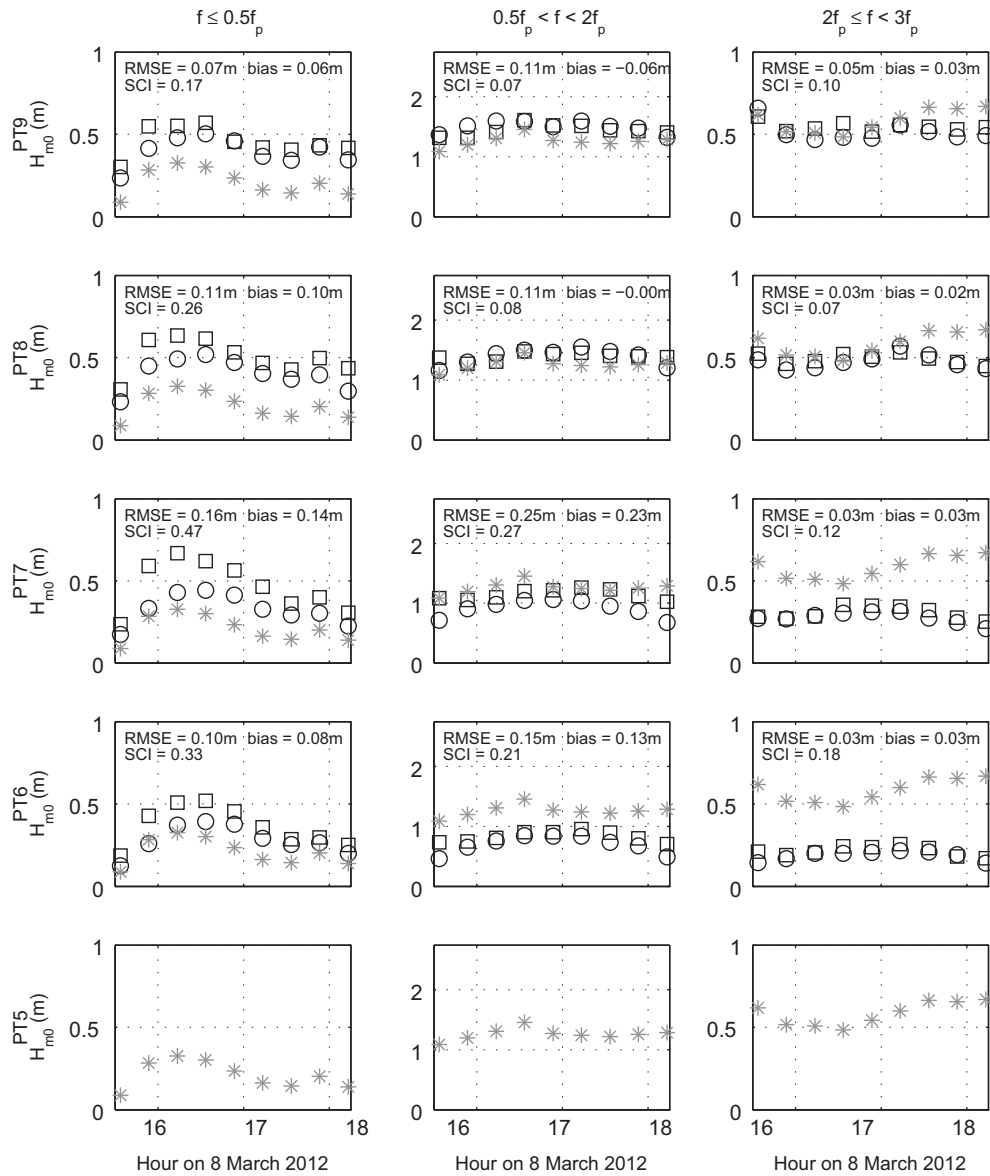 f ≤ 0.5fp
0.5fp < f < 2fp
2fp ≤ f < 3fp
PT9
Hm0 (m)
1
0.5
0
RMSE = 0.07m bias = 0.06m
SCI = 0.17
2
1
0
RMSE = 0.11m bias = −0.06m
SCI = 0.07
1
0.5
0
RMSE = 0.05m bias = 0.03m
SCI = 0.10
PT8
Hm0 (m)
1
0.5
0
RMSE = 0.11m bias = 0.10m
SCI = 0.26
2
1
0
RMSE = 0.11m bias = −0.00m
SCI = 0.08
1
0.5
0
RMSE = 0.03m bias = 0.02m
SCI = 0.07
PT7
Hm0 (m)
1
0.5
0
RMSE = 0.16m bias = 0.14m
SCI = 0.47
2
1
0
RMSE = 0.25m bias = 0.23m
SCI = 0.27
1
0.5
0
RMSE = 0.03m bias = 0.03m
SCI = 0.12
PT6
Hm0 (m)
1
0.5
0
RMSE = 0.10m bias = 0.08m
SCI = 0.33
2
1
0
RMSE = 0.15m bias = 0.13m
SCI = 0.21
1
0.5
0
RMSE = 0.03m bias = 0.03m
SCI = 0.18
PT5
Hm0 (m)
1
0.5
0
2
1
0
1
0.5
0
16 17 18
16 17 18
16 17 18
Hour on 8 March 2012
Hour on 8 March 2012
Hour on 8 March 2012